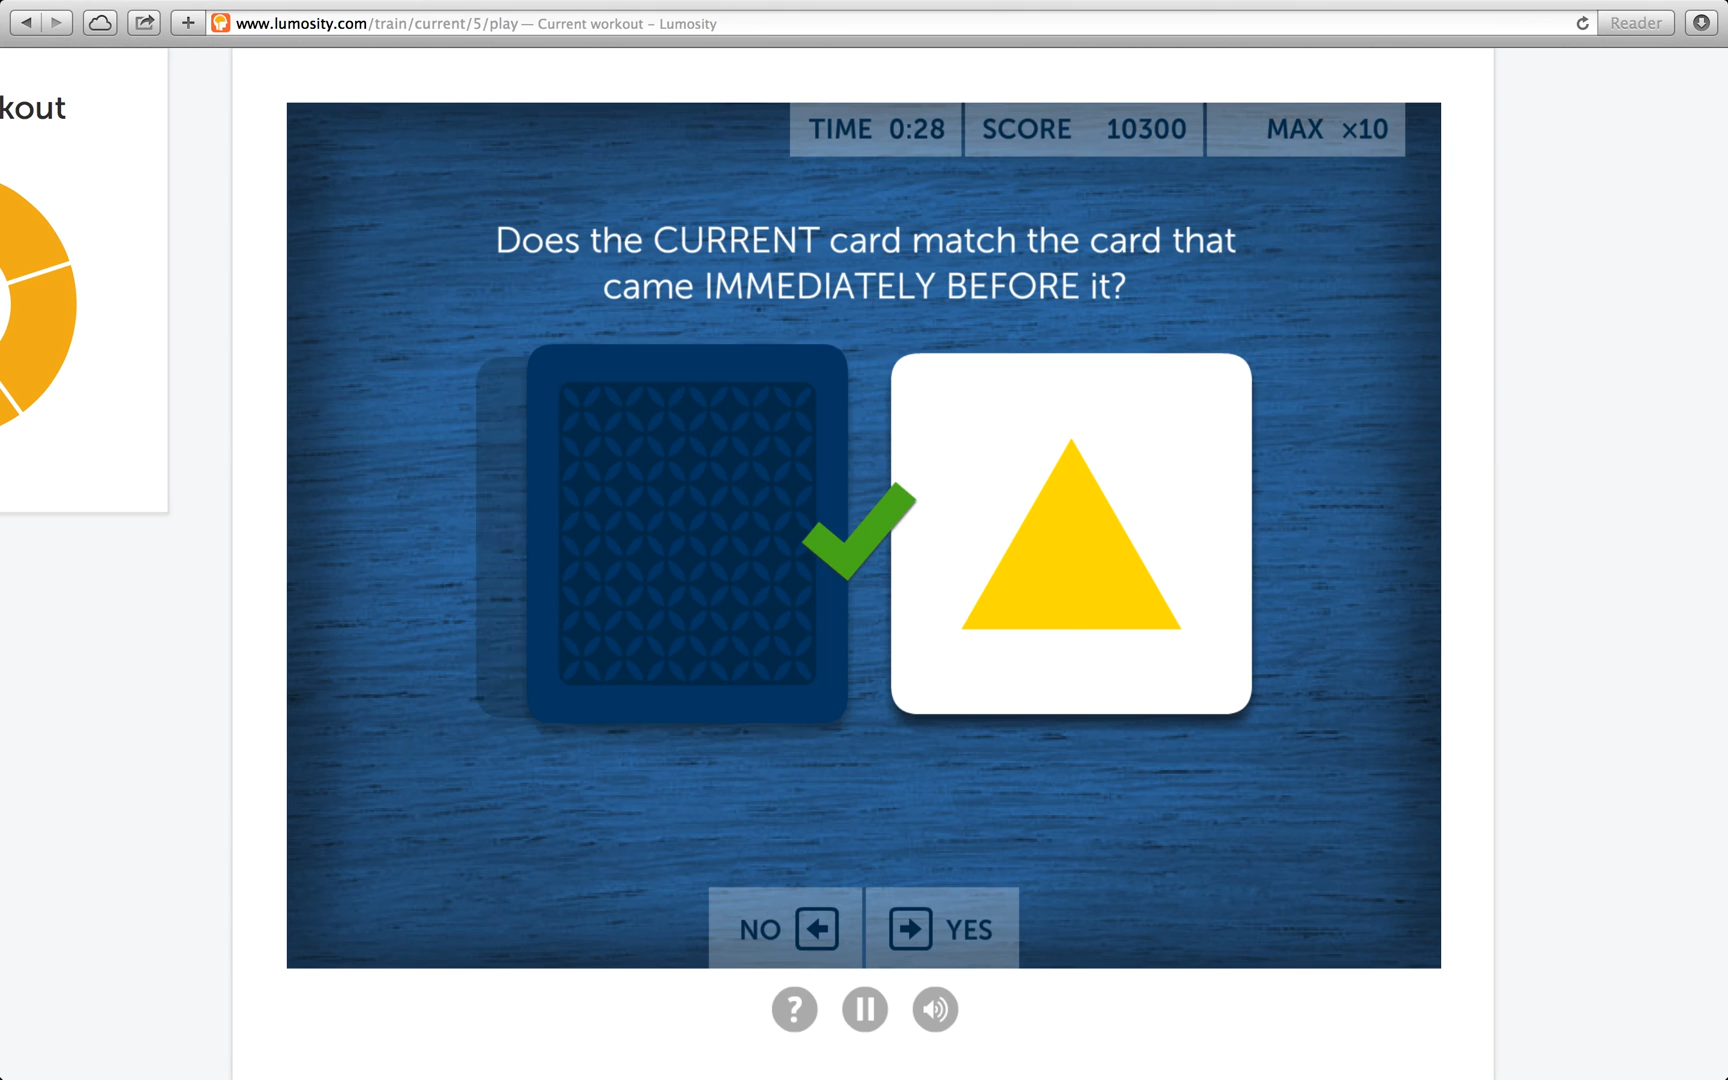 www.lumosity.com/train/current/5/play — Current workout – Lumosity
Reader
kout
TIME 0:28 SCORE 10300 MAX ×10
Does the CURRENT card match the card that
came IMMEDIATELY BEFORE it?
NO YES
?